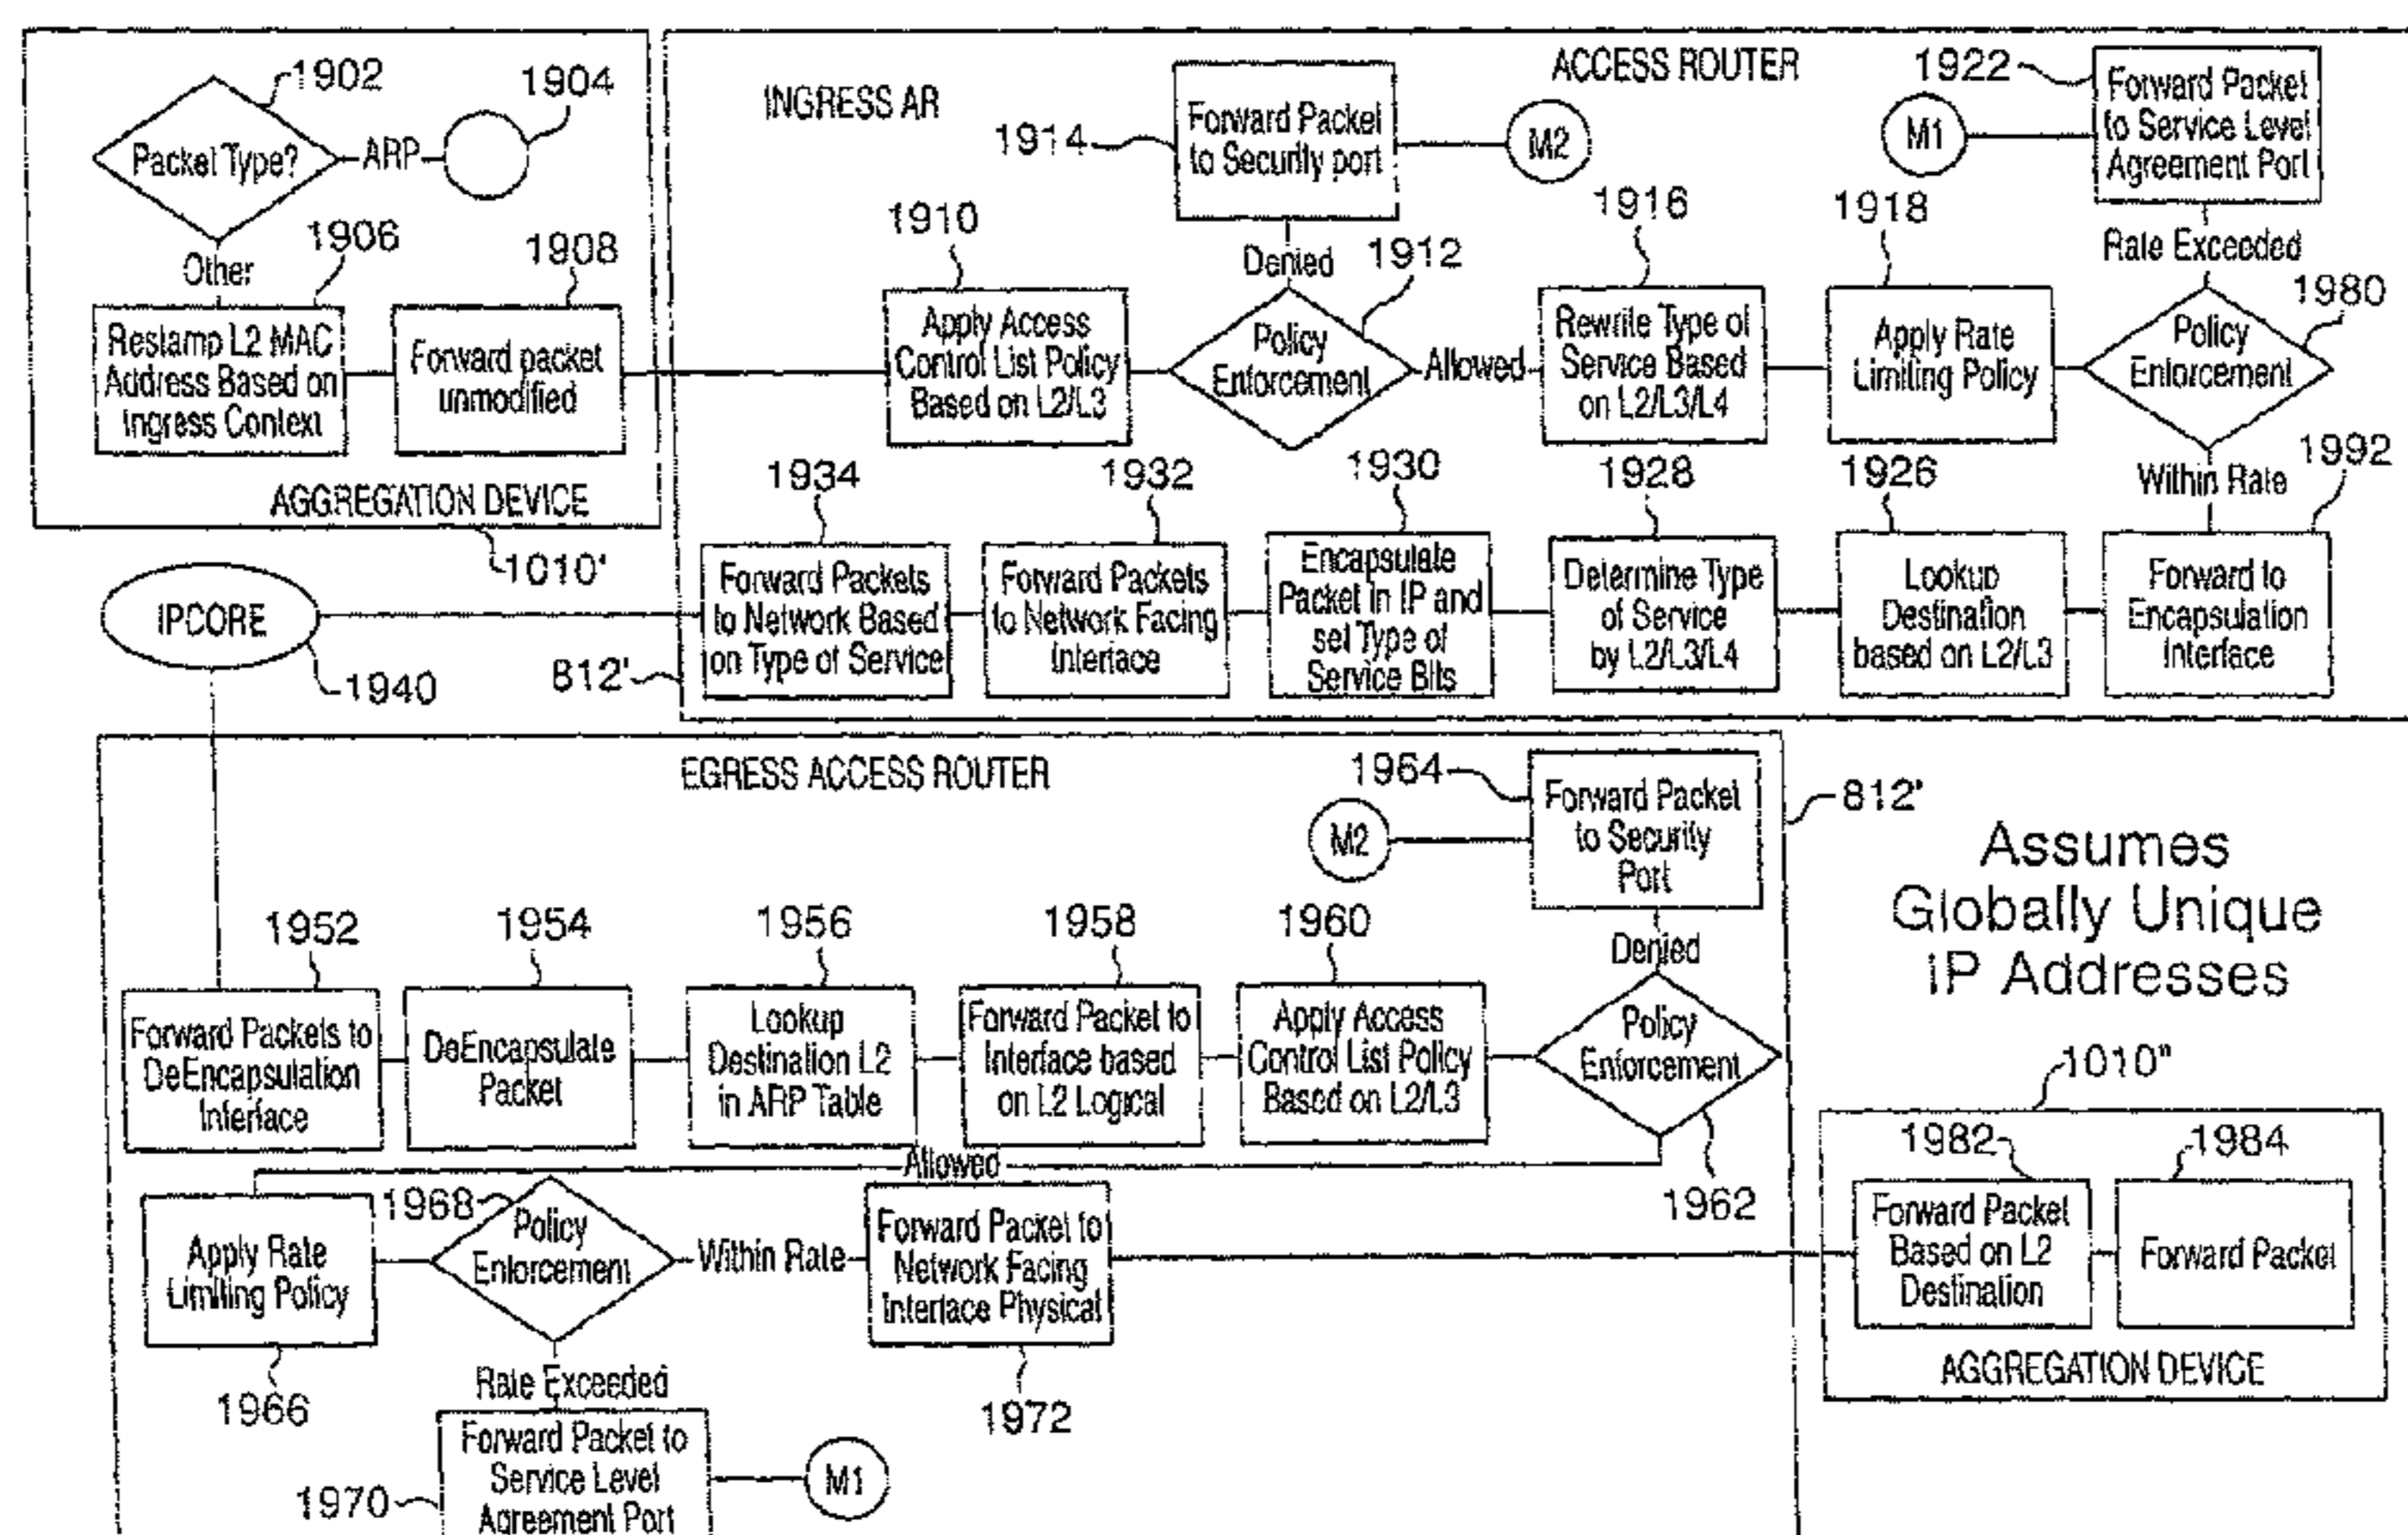 1902
Packet Type?
ARP
1904
Other
1906
Restamp L2 MAC
Address Based on
Ingress Context
1908
Forward packet
unmodified
AGGREGATION DEVICE
1010'
INGRESS AR
ACCESS ROUTER
1910
Apply Access
Control List Policy
Based on L2/L3
1914
Forward Packet
to Security port
M2
Denied
1912
Policy
Enforcement
Allowed
1916
Rewrite Type of
Service Based
on L2/L3/L4
1918
Apply Rate
Limiting Policy
1922
Forward Packet
to Service Level
Agreement Port
M1
Rate Exceeded
1980
Policy
Enforcement
Within Rate
1992
Forward to
Encapsulation
Interface
1926
Lookup
Destination
based on L2/L3
1928
Determine Type
of Service
by L2/L3/L4
1930
Encapsulate
Packet in IP and
set Type of
Service Bits
1932
Forward Packets
to Network Facing
Interface
1934
Forward Packets
to Network Based
on Type of Service
812'
IPCORE
1940
EGRESS ACCESS ROUTER
1952
Forward Packets to
DeEncapsulation
Interface
1954
DeEncapsulate
Packet
1956
Lookup
Destination L2
in ARP Table
1958
Forward Packet to
Interface based
on L2 Logical
1960
Apply Access
Control List Policy
Based on L2/L3
1964
Forward Packet
to Security
Port
M2
Denied
Policy
Enforcement
1962
812'
Allowed
Apply Rate
Limiting Policy
1966
1968
Policy
Enforcement
Within Rate
Forward Packet to
Network Facing
Interface Physical
1972
Rate Exceeded
Forward Packet to
Service Level
Agreement Port
1970
M1
Assumes
Globally Unique
IP Addresses
1010"
1982
Forward Packet
Based on L2
Destination
1984
Forward Packet
AGGREGATION DEVICE